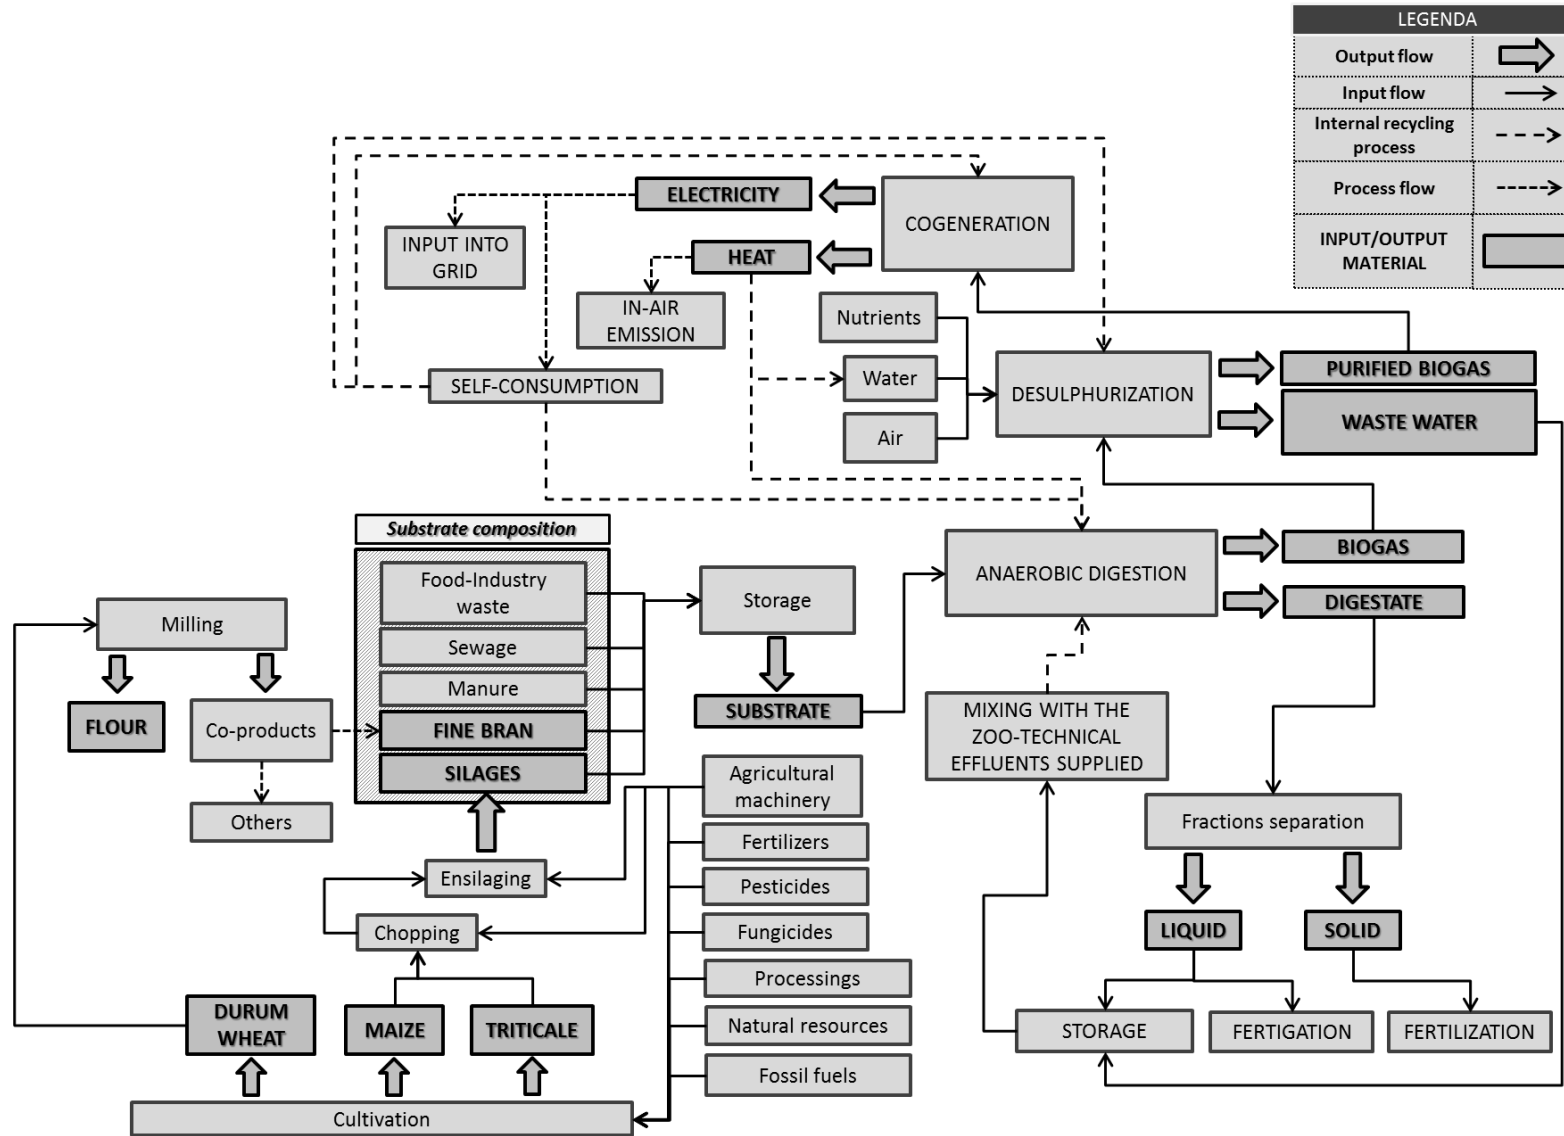 LEGENDA
Output flow
Input flow
Internal recycling
process
Process flow
INPUT/OUTPUT
MATERIAL
ELECTRICITY
COGENERATION
INPUT INTO
GRID
HEAT
IN-AIR
EMISSION
Nutrients
SELF-CONSUMPTION
Water
DESULPHURIZATION
PURIFIED BIOGAS
WASTE WATER
Air
Substrate composition
Food-Industry
waste
Sewage
Manure
FINE BRAN
SILAGES
Storage
SUBSTRATE
ANAEROBIC DIGESTION
BIOGAS
DIGESTATE
Milling
FLOUR
Co-products
Others
MIXING WITH THE
ZOO-TECHNICAL
EFFLUENTS SUPPLIED
Agricultural
machinery
Fertilizers
Pesticides
Fungicides
Processings
Natural resources
Fossil fuels
Fractions separation
Ensilaging
Chopping
LIQUID
SOLID
DURUM
WHEAT
MAIZE
TRITICALE
STORAGE
FERTIGATION
FERTILIZATION
Cultivation